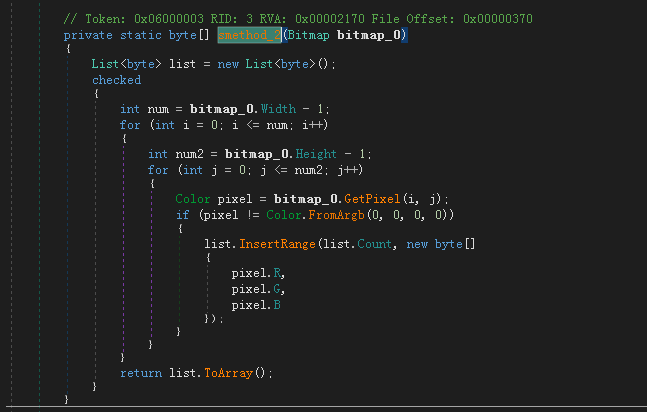 // Token: 0x06000003 RID: 3 RVA: 0x00002170 File Offset: 0x00000370
private static byte[] smethod_2(Bitmap bitmap_0)
{
List<byte> list = new List<byte>();
checked
{
int num = bitmap_0.Width - 1;
for (int i = 0; i <= num; i++)
{
int num2 = bitmap_0.Height - 1;
for (int j = 0; j <= num2; j++)
{
Color pixel = bitmap_0.GetPixel(i, j);
if (pixel != Color.FromArgb(0, 0, 0, 0))
{
list.InsertRange(list.Count, new byte[]
{
pixel.R,
pixel.G,
pixel.B
});
}
}
}
return list.ToArray();
}
}